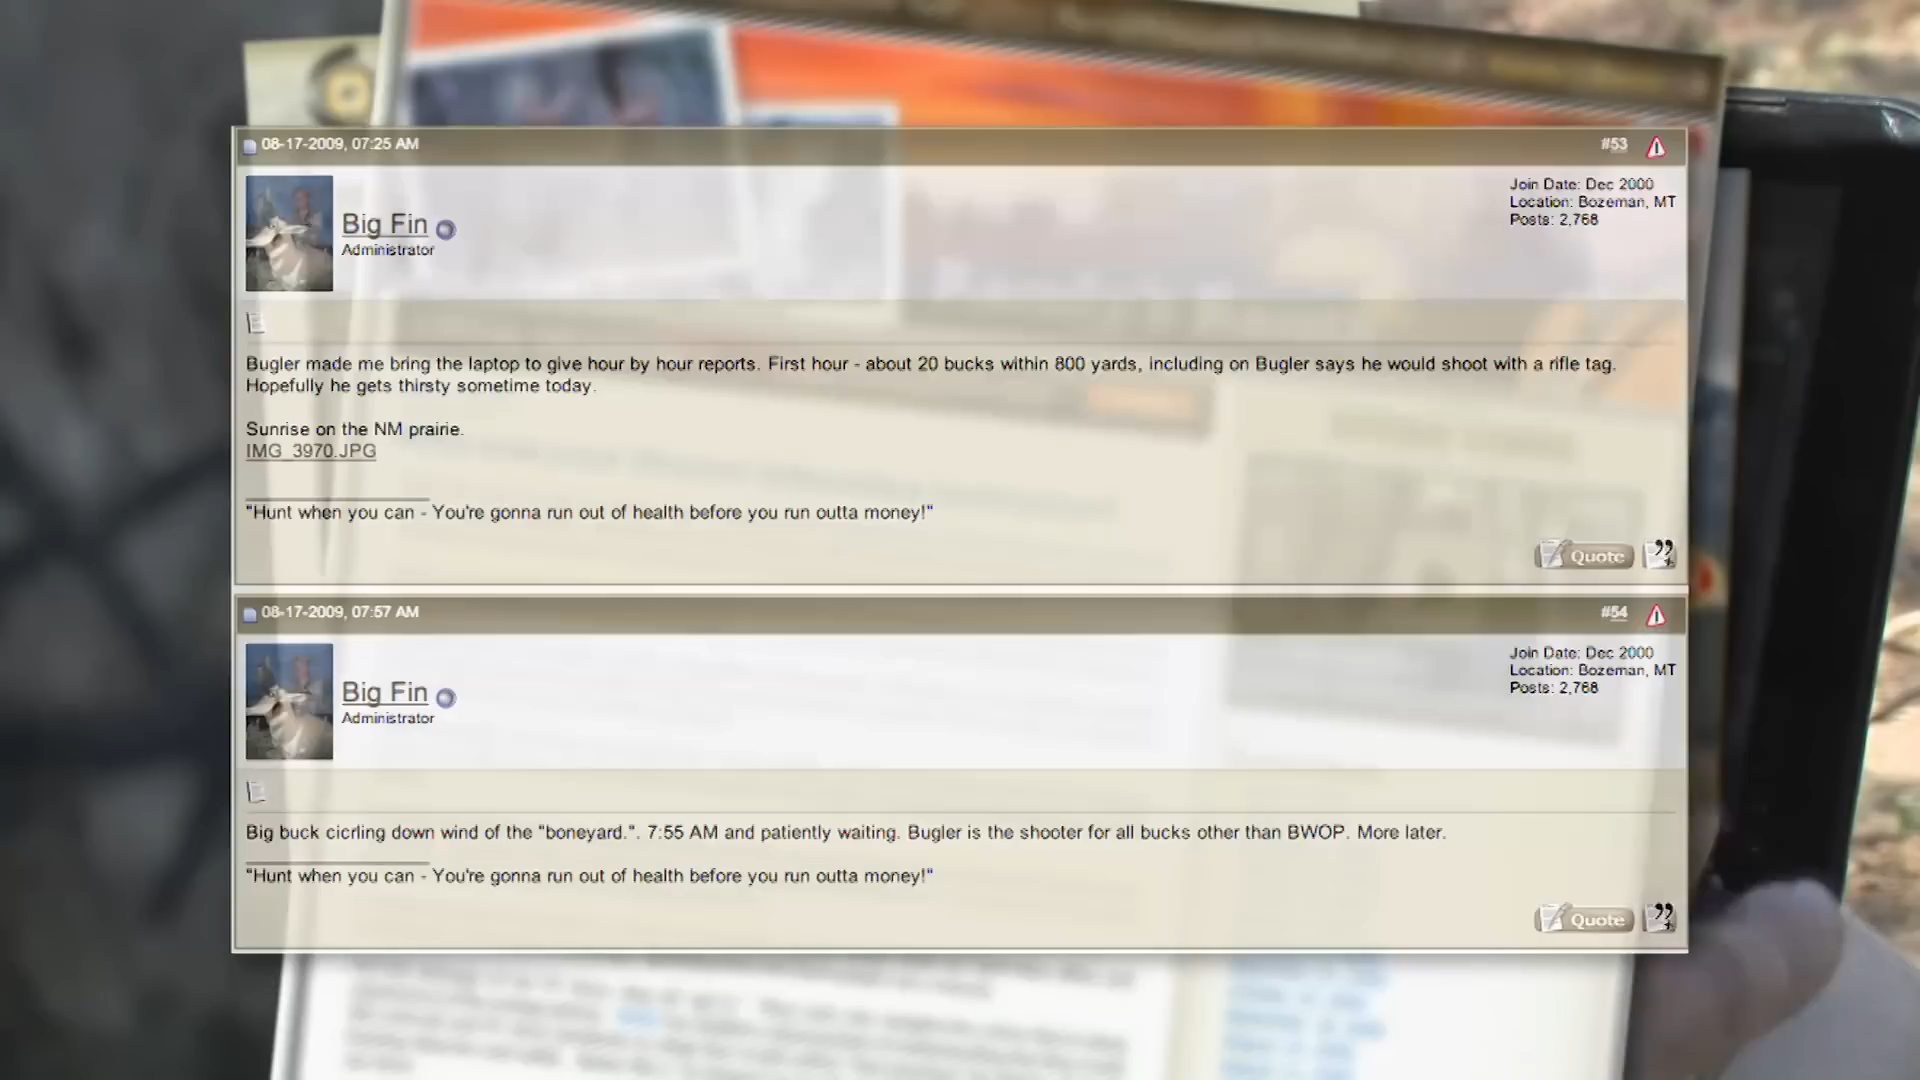 08-17-2009, 07:25 AM
#53
Big Fin
Administrator
Join Date: Dec 2000
Location: Bozeman, MT
Posts: 2,768
Bugler made me bring the laptop to give hour by hour reports. First hour - about 20 bucks within 800 yards, including on Bugler says he would shoot with a rifle tag.
Hopefully he gets thirsty sometime today.
Sunrise on the NM prairie.
IMG_3970.JPG
"Hunt when you can - You're gonna run out of health before you run outta money!"
Quote
08-17-2009, 07:57 AM
#54
Big Fin
Administrator
Join Date: Dec 2000
Location: Bozeman, MT
Posts: 2,768
Big buck cicrling down wind of the "boneyard.". 7:55 AM and patiently waiting. Bugler is the shooter for all bucks other than BWOP. More later.
"Hunt when you can - You're gonna run out of health before you run outta money!"
Quote